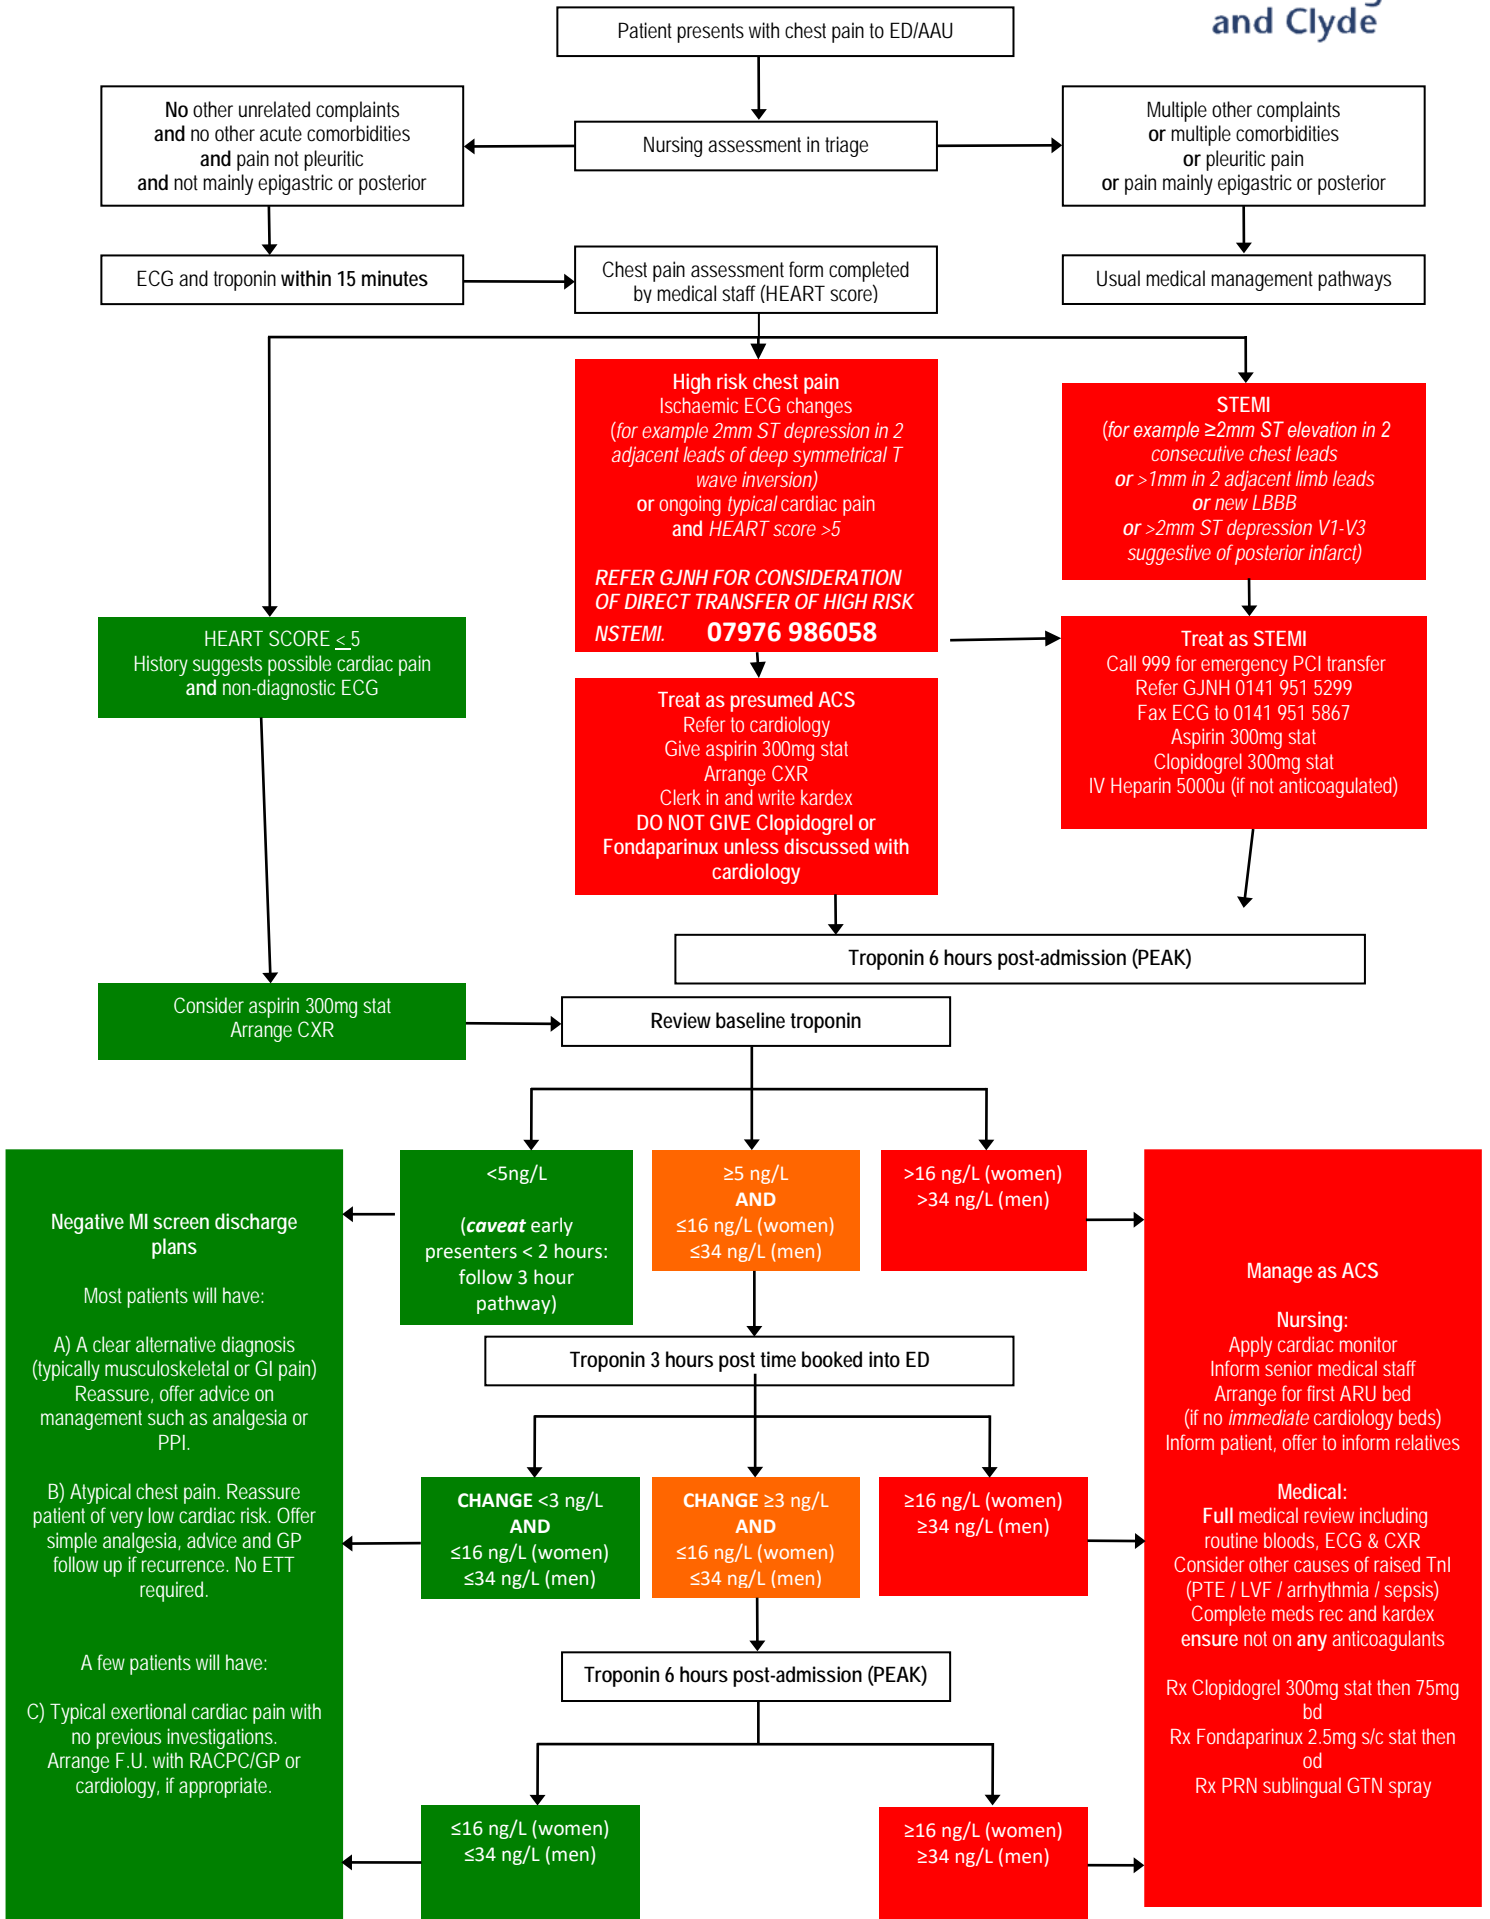 and Clyde
Patient presents with chest pain to ED/AAU
No other unrelated complaints
and no other acute comorbidities
and pain not pleuritic
and not mainly epigastric or posterior
Nursing assessment in triage
Multiple other complaints
or multiple comorbidities
or pleuritic pain
or pain mainly epigastric or posterior
ECG and troponin within 15 minutes
Chest pain assessment form completed
by medical staff (HEART score)
Usual medical management pathways
High risk chest pain
Ischaemic ECG changes
(for example 2mm ST depression in 2
adjacent leads of deep symmetrical T
wave inversion)
or ongoing typical cardiac pain
and HEART score >5
REFER GJNH FOR CONSIDERATION
OF DIRECT TRANSFER OF HIGH RISK
NSTEMI. 07976 986058
STEMI
(for example ≥2mm ST elevation in 2
consecutive chest leads
or >1mm in 2 adjacent limb leads
or new LBBB
or >2mm ST depression V1-V3
suggestive of posterior infarct)
HEART SCORE < 5
History suggests possible cardiac pain
and non-diagnostic ECG
Treat as presumed ACS
Refer to cardiology
Give aspirin 300mg stat
Arrange CXR
Clerk in and write kardex
DO NOT GIVE Clopidogrel or
Fondaparinux unless discussed with
cardiology
Treat as STEMI
Call 999 for emergency PCI transfer
Refer GJNH 0141 951 5299
Fax ECG to 0141 951 5867
Aspirin 300mg stat
Clopidogrel 300mg stat
IV Heparin 5000u (if not anticoagulated)
Troponin 6 hours post-admission (PEAK)
Consider aspirin 300mg stat
Arrange CXR
Review baseline troponin
<5ng/L
(caveat early
presenters < 2 hours:
follow 3 hour
pathway)
≥5 ng/L
AND
≤16 ng/L (women)
≤34 ng/L (men)
>16 ng/L (women)
>34 ng/L (men)
Negative MI screen discharge
plans
Most patients will have:
A) A clear alternative diagnosis
(typically musculoskeletal or GI pain)
Reassure, offer advice on
management such as analgesia or
PPI.
B) Atypical chest pain. Reassure
patient of very low cardiac risk. Offer
simple analgesia, advice and GP
follow up if recurrence. No ETT
required.
A few patients will have:
C) Typical exertional cardiac pain with
no previous investigations.
Arrange F.U. with RACPC/GP or
cardiology, if appropriate.
Troponin 3 hours post time booked into ED
CHANGE <3 ng/L
AND
≤16 ng/L (women)
≤34 ng/L (men)
CHANGE ≥3 ng/L
AND
≤16 ng/L (women)
≤34 ng/L (men)
≥16 ng/L (women)
≥34 ng/L (men)
Troponin 6 hours post-admission (PEAK)
≤16 ng/L (women)
≤34 ng/L (men)
≥16 ng/L (women)
≥34 ng/L (men)
Manage as ACS
Nursing:
Apply cardiac monitor
Inform senior medical staff
Arrange for first ARU bed
(if no immediate cardiology beds)
Inform patient, offer to inform relatives
Medical:
Full medical review including
routine bloods, ECG & CXR
Consider other causes of raised TnI
(PTE / LVF / arrhythmia / sepsis)
Complete meds rec and kardex
ensure not on any anticoagulants
Rx Clopidogrel 300mg stat then 75mg
bd
Rx Fondaparinux 2.5mg s/c stat then
od
Rx PRN sublingual GTN spray